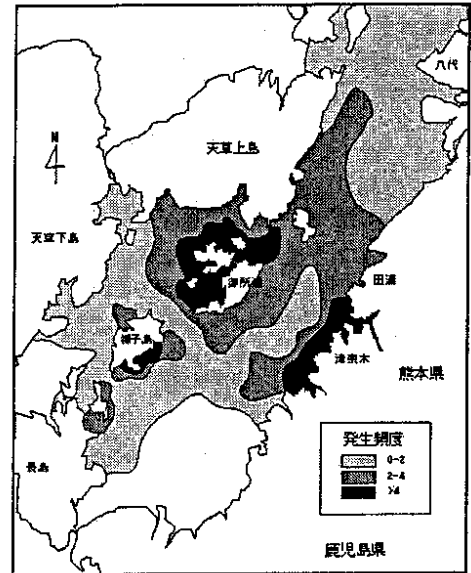 八代
N
天草上島
天草下島
田浦
御所浦
獅子島
津奈木
熊本県
発生頻度
0-2
2-4
>4
長島
鹿児島県